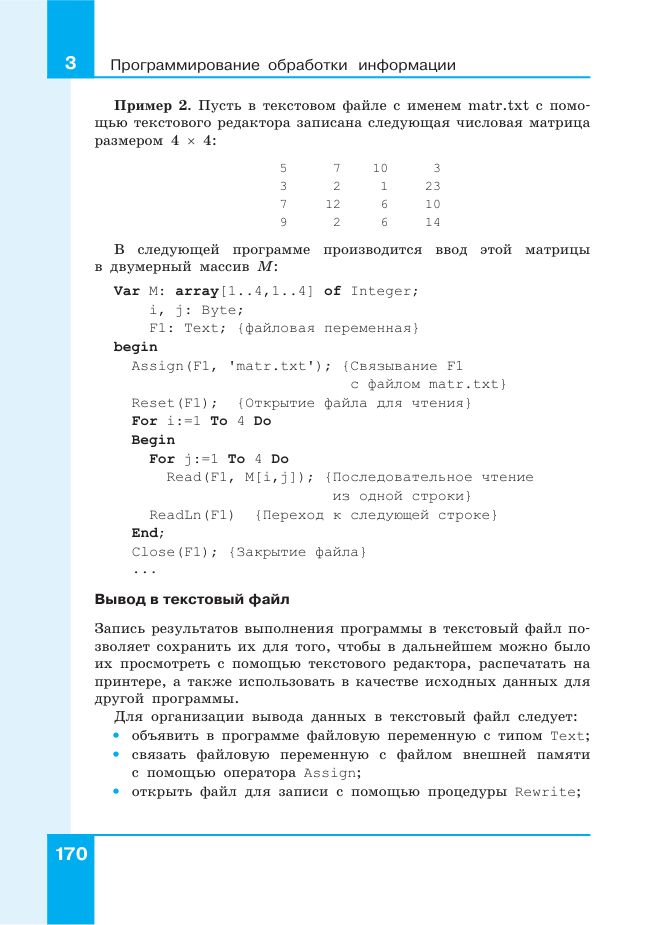 3 Программирование обработки информации
Пример 2. Пусть в текстовом файле с именем matr.txt с помо-
щью текстового редактора записана следующая числовая матрица
размером 4 × 4:
5 7 10 3
3 2 1 23
7 12 6 10
9 2 6 14
В следующей программе производится ввод этой матрицы
в двумерный массив M:
Var M: array[1..4,1..4] of Integer;
i, j: Byte;
F1: Text; {файловая переменная}
begin
Assign(F1, 'matr.txt'); {Связывание F1
с файлом matr.txt}
Reset(F1); {Открытие файла для чтения}
For i:=1 To 4 Do
Begin
For j:=1 To 4 Do
Read(F1, M[i,j]); {Последовательное чтение
из одной строки}
ReadLn(F1) {Переход к следующей строке}
End;
Close(F1); {Закрытие файла}
...
Вывод в текстовый файл
Запись результатов выполнения программы в текстовый файл по-
зволяет сохранить их для того, чтобы в дальнейшем можно было
их просмотреть с помощью текстового редактора, распечатать на
принтере, а также использовать в качестве исходных данных для
другой программы.
Для организации вывода данных в текстовый файл следует:
• объявить в программе файловую переменную с типом Text;
• связать файловую переменную с файлом внешней памяти
с помощью оператора Assign;
• открыть файл для записи с помощью процедуры Rewrite;
170